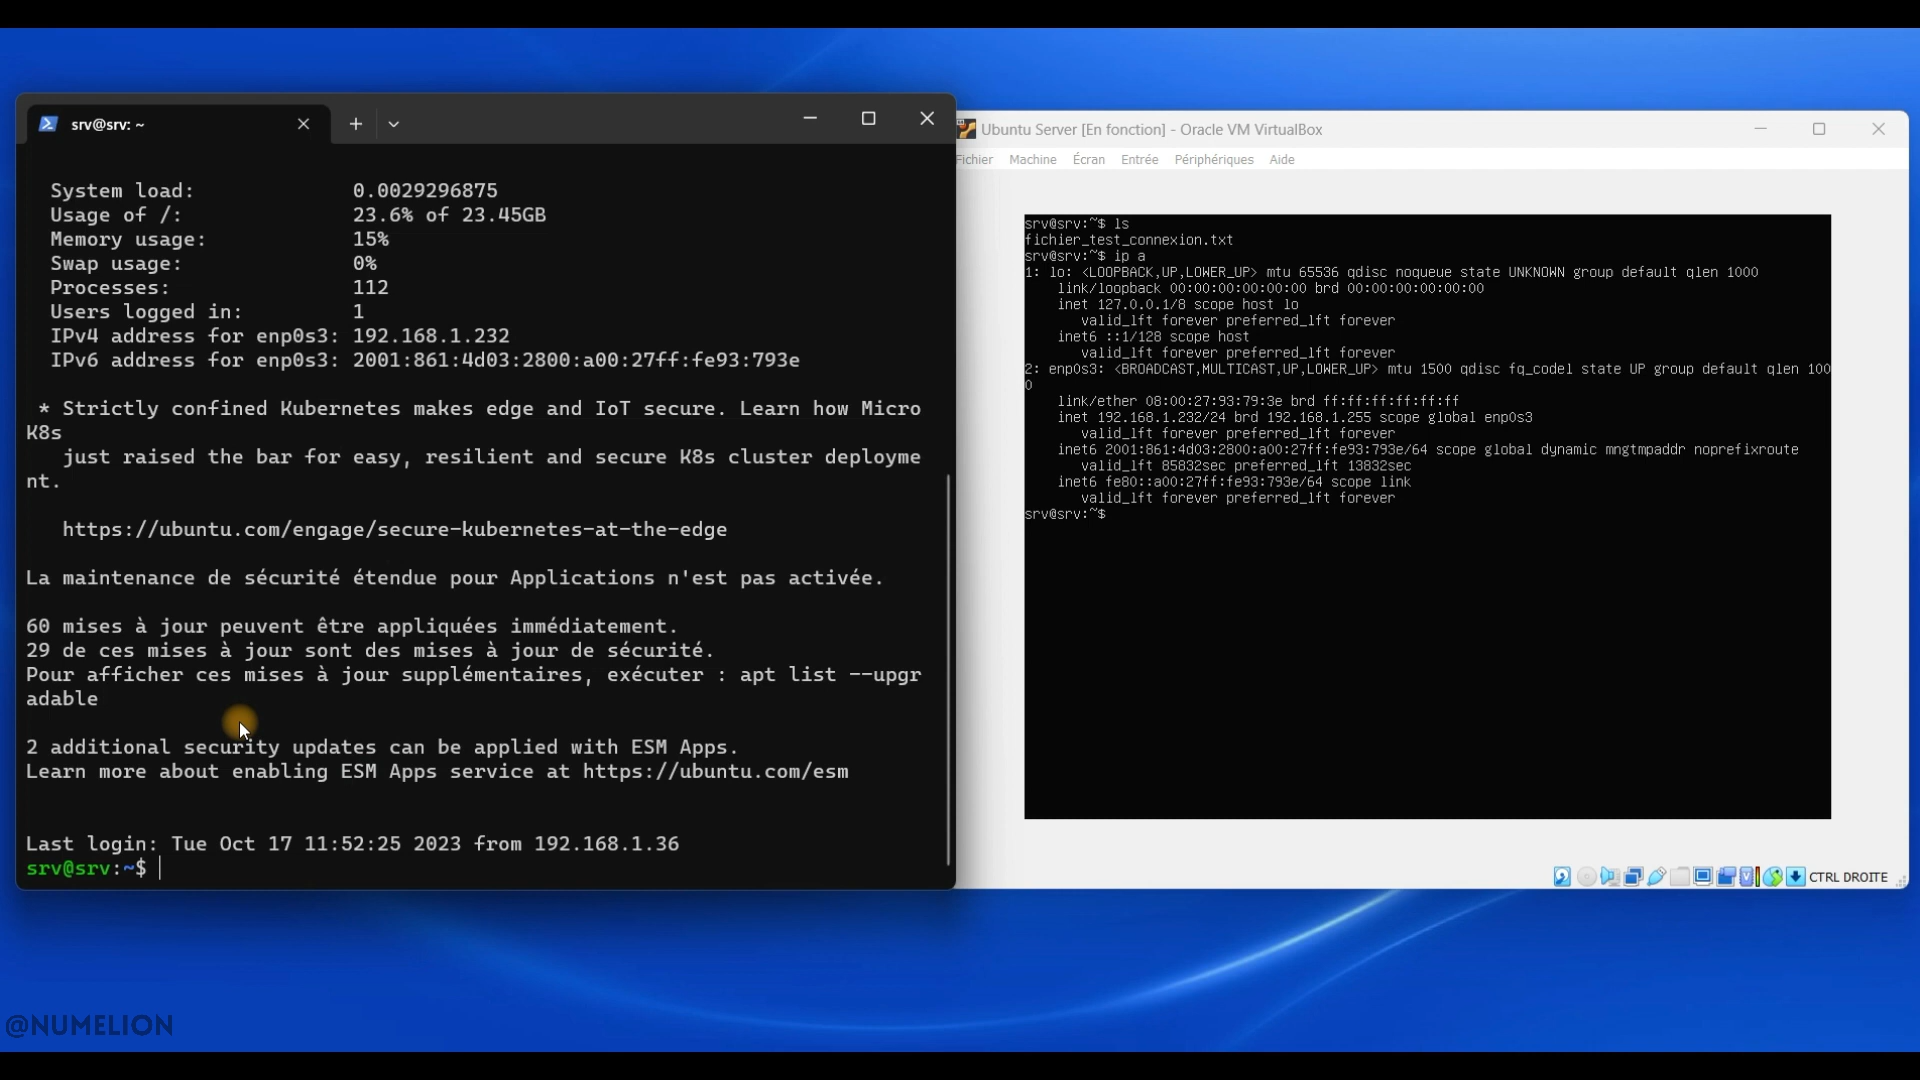 srv@srv: ~
System load: 0.0029296875
Usage of /: 23.6% of 23.45GB
Memory usage: 15%
Swap usage: 0%
Processes: 112
Users logged in: 1
IPv4 address for enp0s3: 192.168.1.232
IPv6 address for enp0s3: 2001:861:4d03:2800:a00:27ff:fe93:793e
* Strictly confined Kubernetes makes edge and IoT secure. Learn how Micro
K8s
just raised the bar for easy, resilient and secure K8s cluster deployme
nt.
https://ubuntu.com/engage/secure-kubernetes-at-the-edge
La maintenance de sécurité étendue pour Applications n'est pas activée.
60 mises à jour peuvent être appliquées immédiatement.
29 de ces mises à jour sont des mises à jour de sécurité.
Pour afficher ces mises à jour supplémentaires, exécuter : apt list --upgr
adable
2 additional security updates can be applied with ESM Apps.
Learn more about enabling ESM Apps service at https://ubuntu.com/esm
Last login: Tue Oct 17 11:52:25 2023 from 192.168.1.36
srv@srv:~$
Ubuntu Server [En fonction] - Oracle VM VirtualBox
Fichier Machine Écran Entrée Périphériques Aide
srv@srv:~$ ls
fichier_test_connexion.txt
srv@srv:~$ ip a
1: lo: <LOOPBACK,UP,LOWER_UP> mtu 65536 qdisc noqueue state UNKNOWN group default qlen 1000
link/loopback 00:00:00:00:00:00 brd 00:00:00:00:00:00
inet 127.0.0.1/8 scope host lo
valid_lft forever preferred_lft forever
inet6 ::1/128 scope host
valid_lft forever preferred_lft forever
2: enp0s3: <BROADCAST,MULTICAST,UP,LOWER_UP> mtu 1500 qdisc fq_codel state UP group default qlen 100
0
link/ether 08:00:27:93:79:3e brd ff:ff:ff:ff:ff:ff
inet 192.168.1.232/24 brd 192.168.1.255 scope global enp0s3
valid_lft forever preferred_lft forever
inet6 2001:861:4d03:2800:a00:27ff:fe93:793e/64 scope global dynamic mngtmpaddr noprefixroute
valid_lft 85832sec preferred_lft 13832sec
inet6 fe80::a00:27ff:fe93:793e/64 scope link
valid_lft forever preferred_lft forever
srv@srv:~$
CTRL DROITE
@NUMELION